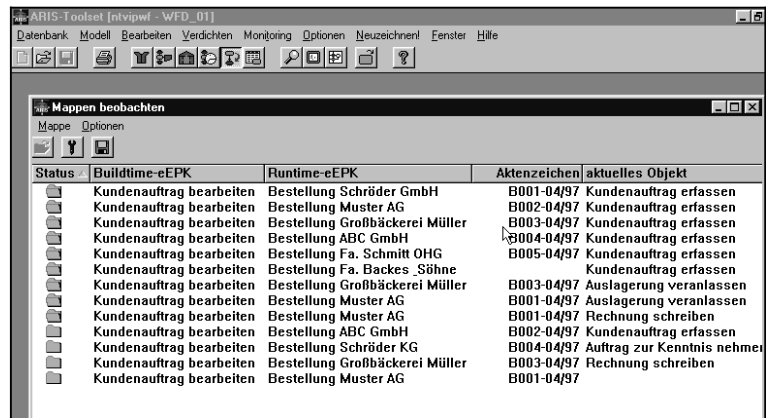 ARIS-Toolset [ntvipwf - WFD_01]
Datenbank Modell Bearbeiten Verdichten Monitoring Optionen Neuzeichnen! Fenster Hilfe
Mappen beobachten
Mappe Optionen
Status Buildtime-eEPK Runtime-eEPK Aktenzeichen aktuelles Objekt
Kundenauftrag bearbeiten Bestellung Schröder GmbH B001-04/97 Kundenauftrag erfassen
Kundenauftrag bearbeiten Bestellung Muster AG B002-04/97 Kundenauftrag erfassen
Kundenauftrag bearbeiten Bestellung Großbäckerei Müller B003-04/97 Kundenauftrag erfassen
Kundenauftrag bearbeiten Bestellung ABC GmbH B004-04/97 Kundenauftrag erfassen
Kundenauftrag bearbeiten Bestellung Fa. Schmitt OHG B005-04/97 Kundenauftrag erfassen
Kundenauftrag bearbeiten Bestellung Fa. Backes _Söhne Kundenauftrag erfassen
Kundenauftrag bearbeiten Bestellung Großbäckerei Müller B003-04/97 Auslagerung veranlassen
Kundenauftrag bearbeiten Bestellung Muster AG B001-04/97 Auslagerung veranlassen
Kundenauftrag bearbeiten Bestellung Muster AG B001-04/97 Rechnung schreiben
Kundenauftrag bearbeiten Bestellung ABC GmbH B002-04/97 Kundenauftrag erfassen
Kundenauftrag bearbeiten Bestellung Schröder KG B004-04/97 Auftrag zur Kenntnis nehmer
Kundenauftrag bearbeiten Bestellung Großbäckerei Müller B003-04/97 Rechnung schreiben
Kundenauftrag bearbeiten Bestellung Muster AG B001-04/97